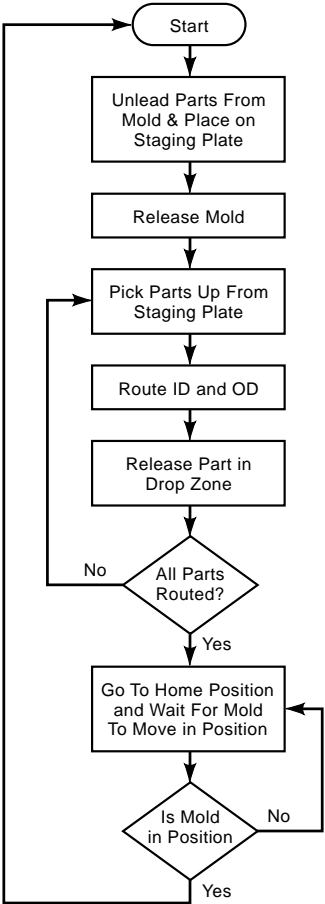 Start
Unlead Parts From
Mold & Place on
Staging Plate
Release Mold
Pick Parts Up From
Staging Plate
Route ID and OD
Release Part in
Drop Zone
No
All Parts
Routed?
Yes
Go To Home Position
and Wait For Mold
To Move in Position
Is Mold
in Position
No
Yes